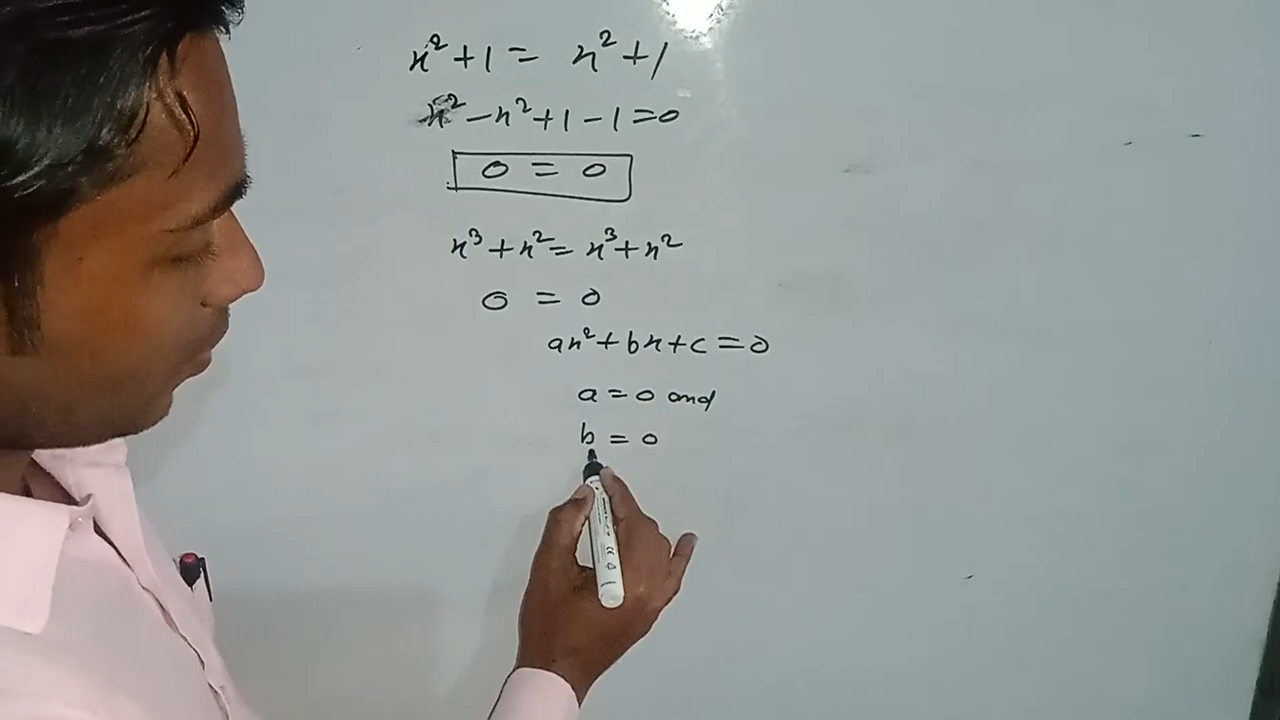 x² + 1 = x² + 1
x² - x² + 1 - 1 = 0
0 = 0
x³ + x² = x³ + x²
0 = 0
ax² + bx + c = 0
a = 0 and
b = 0